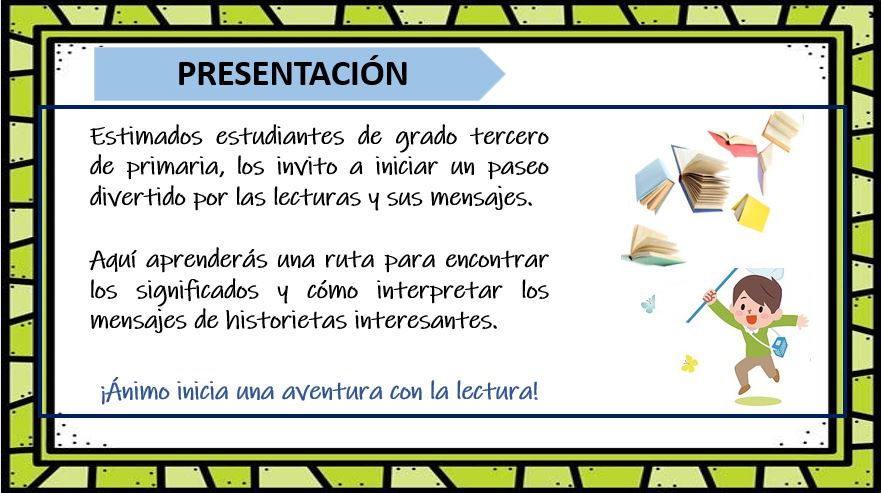 PRESENTACIÓN
Estimados estudiantes de grado tercero
de primaria, los invito a iniciar un paseo
divertido por las lecturas y sus mensajes.
Aquí aprenderás una ruta para encontrar
los significados y cómo interpretar los
mensajes de historietas interesantes.
¡Ánimo inicia una aventura con la lectura!